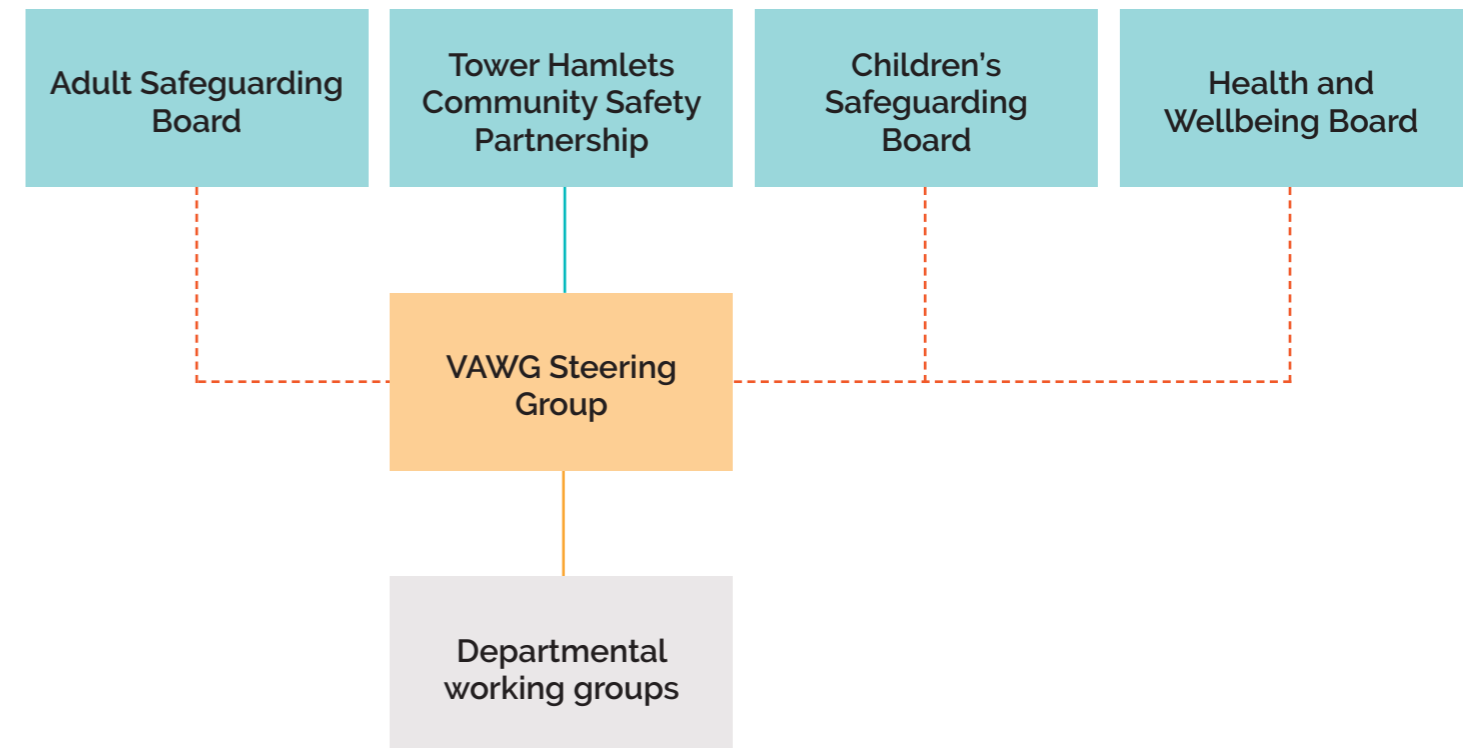 Adult Safeguarding
Board
Tower Hamlets
Community Safety
Partnership
Children’s
Safeguarding
Board
Health and
Wellbeing Board
VAWG Steering
Group
Departmental
working groups